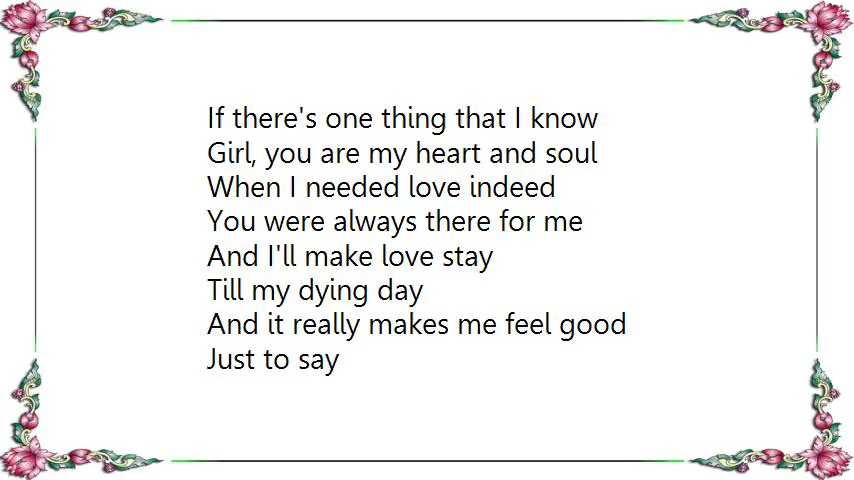 If there's one thing that I know
Girl, you are my heart and soul
When I needed love indeed
You were always there for me
And I'll make love stay
Till my dying day
And it really makes me feel good
Just to say